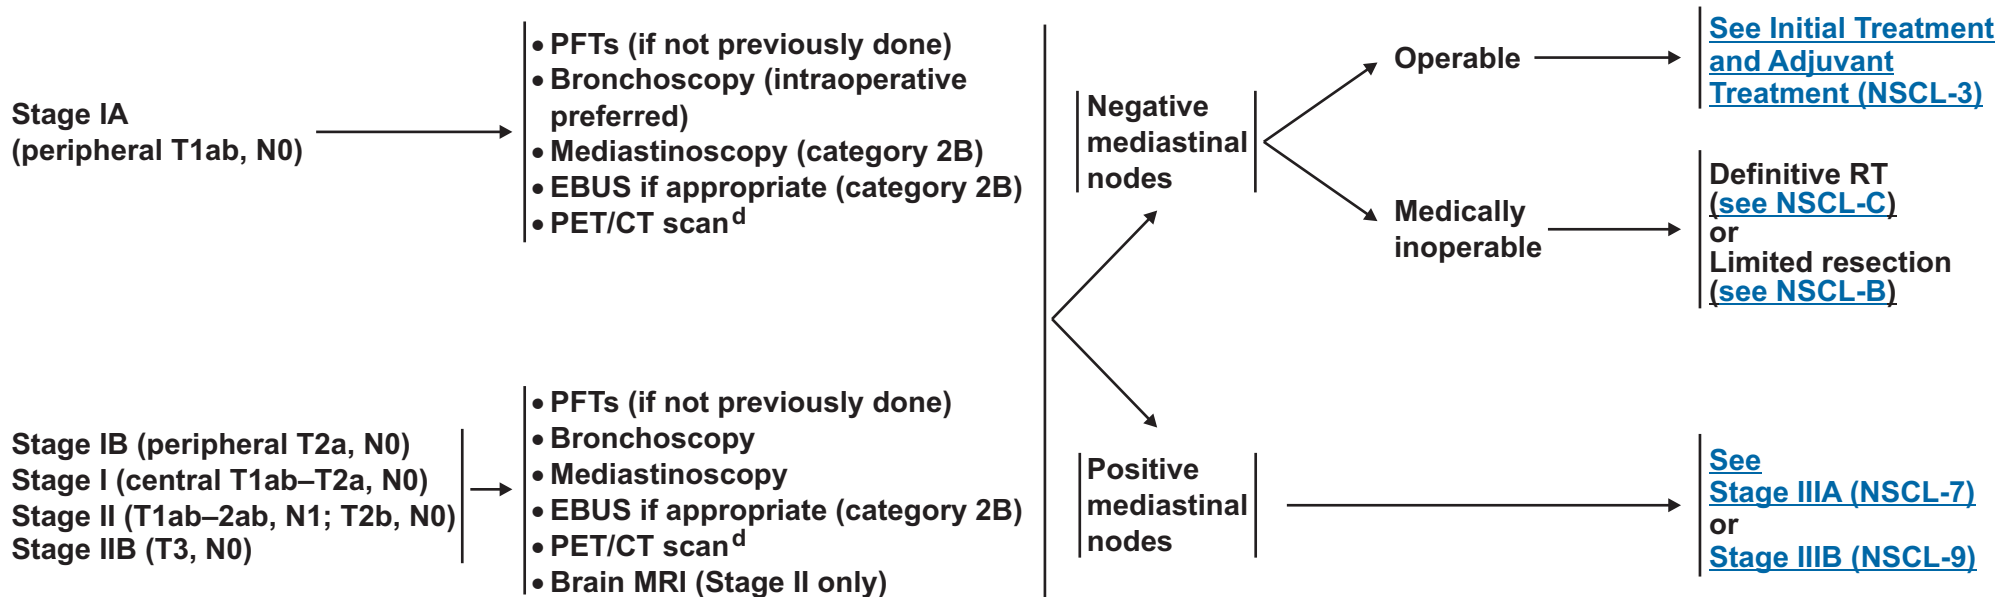 Stage IA
(peripheral T1ab, N0)
• PFTs (if not previously done)
• Bronchoscopy (intraoperative
preferred)
• Mediastinoscopy (category 2B)
• EBUS if appropriate (category 2B)
• PET/CT scan d
Stage IB (peripheral T2a, N0)
Stage I (central T1ab–T2a, N0)
Stage II (T1ab–2ab, N1; T2b, N0)
Stage IIB (T3, N0)
• PFTs (if not previously done)
• Bronchoscopy
• Mediastinoscopy
• EBUS if appropriate (category 2B)
• PET/CT scan d
• Brain MRI (Stage II only)
Negative
mediastinal
nodes
Operable
See Initial Treatment
and Adjuvant
Treatment (NSCL-3)
Medically
inoperable
Definitive RT
(see NSCL-C)
or
Limited resection
(see NSCL-B)
Positive
mediastinal
nodes
See
Stage IIIA (NSCL-7)
or
Stage IIIB (NSCL-9)